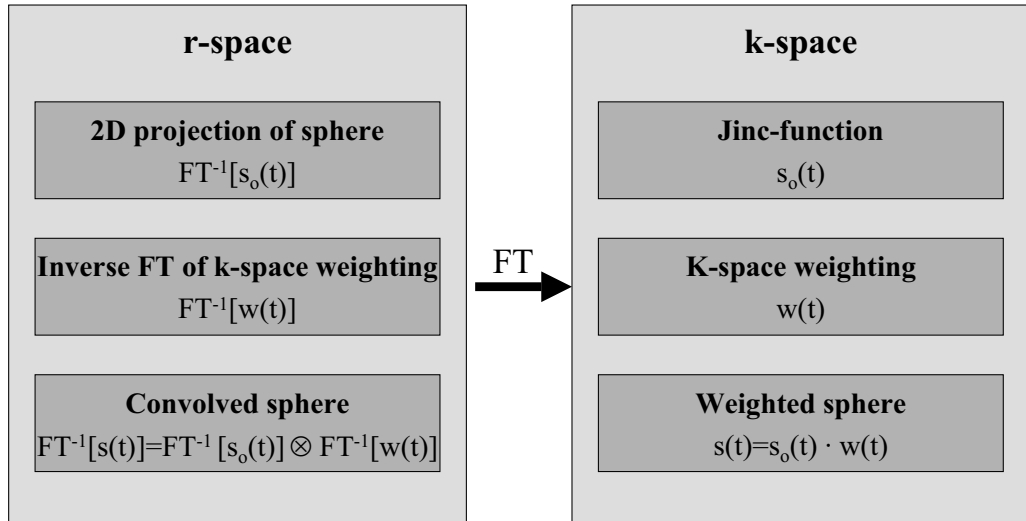 r-space
2D projection of sphere
FT⁻¹[sₒ(t)]
Inverse FT of k-space weighting
FT⁻¹[w(t)]
Convolved sphere
FT⁻¹[s(t)]=FT⁻¹ [sₒ(t)] ⊗ FT⁻¹[w(t)]
FT
k-space
Jinc-function
sₒ(t)
K-space weighting
w(t)
Weighted sphere
s(t)=sₒ(t) · w(t)